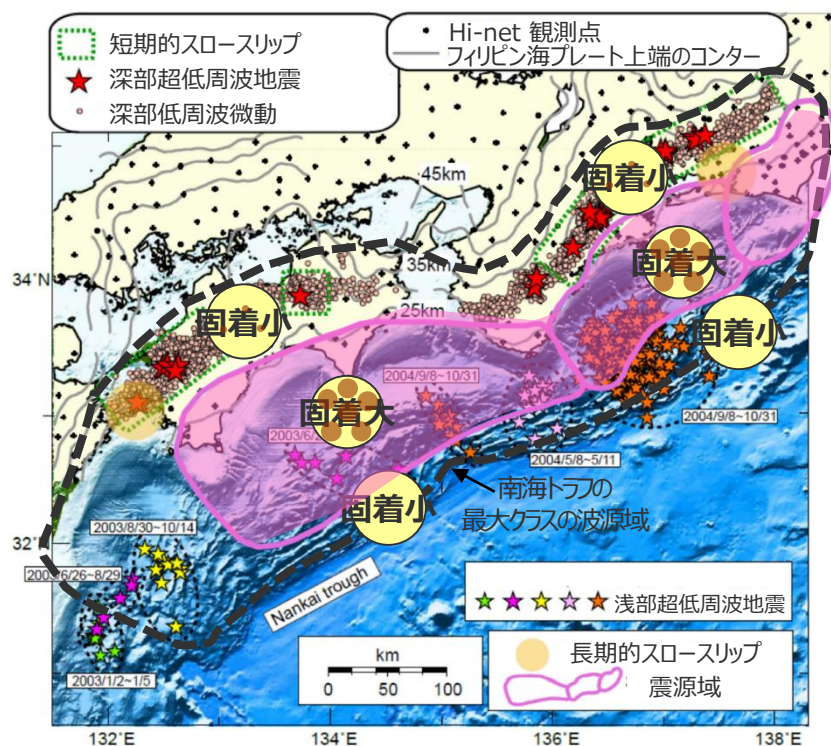 短期的スロースリップ
深部超低周波地震
深部低周波微動
Hi-net 観測点
フィリピン海プレート上端のコンター
45km
固着小
34°N
35km
固着大
25km
固着小
固着小
2004/9/8~10/31
固着大
2003/6/2
2004/9/8~10/31
2004/5/8~5/11
固着小
南海トラフの
最大クラスの波源域
2003/8/30~10/14
32°N
2003/6/26~8/29
Nankai trough
浅部超低周波地震
2003/1/2~1/5
km
0 50 100
長期的スロースリップ
震源域
132°E 134°E 136°E 138°E